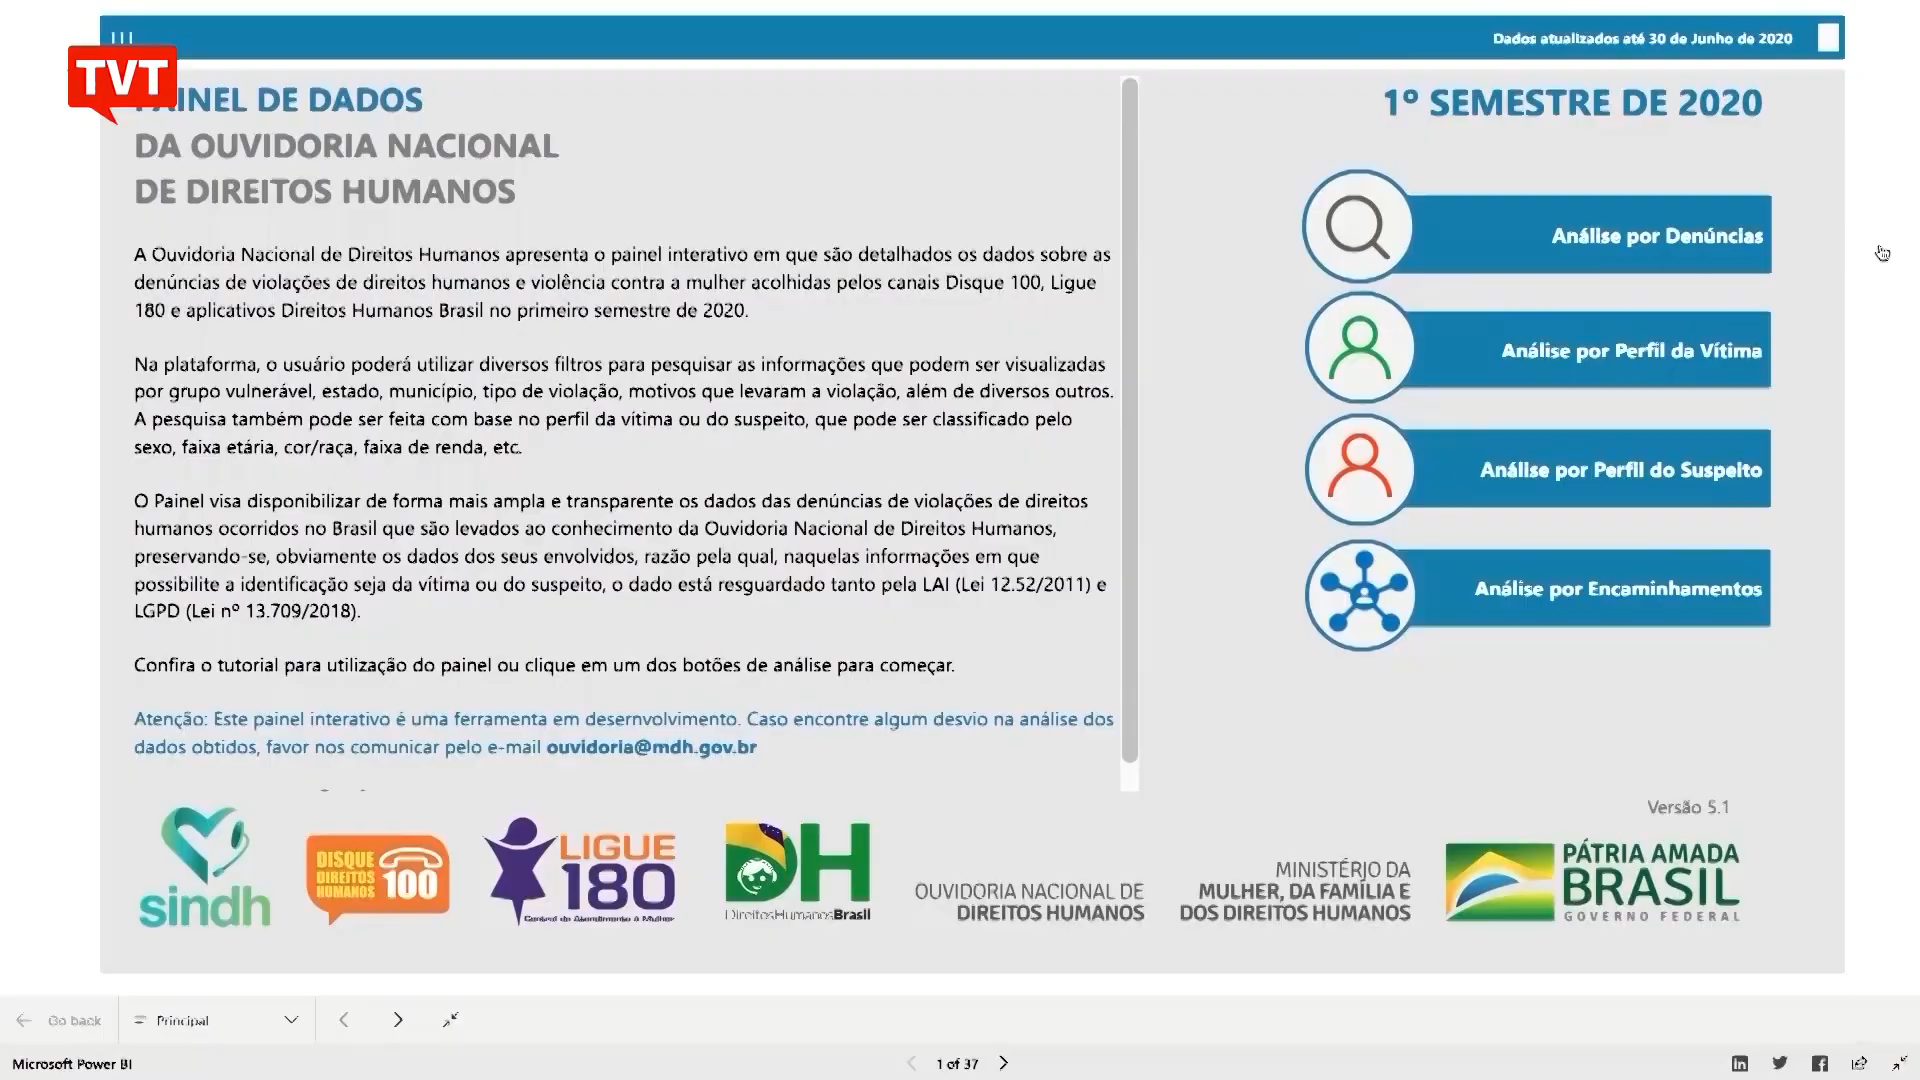 Dados atualizados até 30 de Junho de 2020
TVT
PAINEL DE DADOS
DA OUVIDORIA NACIONAL
DE DIREITOS HUMANOS
A Ouvidoria Nacional de Direitos Humanos apresenta o painel interativo em que são detalhados os dados sobre as
denúncias de violações de direitos humanos e violência contra a mulher acolhidas pelos canais Disque 100, Ligue
180 e aplicativos Direitos Humanos Brasil no primeiro semestre de 2020.
Na plataforma, o usuário poderá utilizar diversos filtros para pesquisar as informações que podem ser visualizadas
por grupo vulnerável, estado, município, tipo de violação, motivos que levaram a violação, além de diversos outros.
A pesquisa também pode ser feita com base no perfil da vítima ou do suspeito, que pode ser classificado pelo
sexo, faixa etária, cor/raça, faixa de renda, etc.
O Painel visa disponibilizar de forma mais ampla e transparente os dados das denúncias de violações de direitos
humanos ocorridos no Brasil que são levados ao conhecimento da Ouvidoria Nacional de Direitos Humanos,
preservando-se, obviamente os dados dos seus envolvidos, razão pela qual, naquelas informações em que
possibilite a identificação seja da vítima ou do suspeito, o dado está resguardado tanto pela LAI (Lei 12.52/2011) e
LGPD (Lei nº 13.709/2018).
Confira o tutorial para utilização do painel ou clique em um dos botões de análise para começar.
Atenção: Este painel interativo é uma ferramenta em desernvolvimento. Caso encontre algum desvio na análise dos
dados obtidos, favor nos comunicar pelo e-mail ouvidoria@mdh.gov.br
1º SEMESTRE DE 2020
Análise por Denúncias
Análise por Perfil da Vítima
Análise por Perfil do Suspeito
Análise por Encaminhamentos
Versão 5.1
sindh
DISQUE
DIREITOS
HUMANOS
100
LIGUE
180
Central de Atendimento à Mulher
DH
DireitosHumanosBrasil
OUVIDORIA NACIONAL DE
DIREITOS HUMANOS
MINISTÉRIO DA
MULHER, DA FAMÍLIA E
DOS DIREITOS HUMANOS
PÁTRIA AMADA
BRASIL
GOVERNO FEDERAL
Go back
Principal
Microsoft Power BI
1 of 37